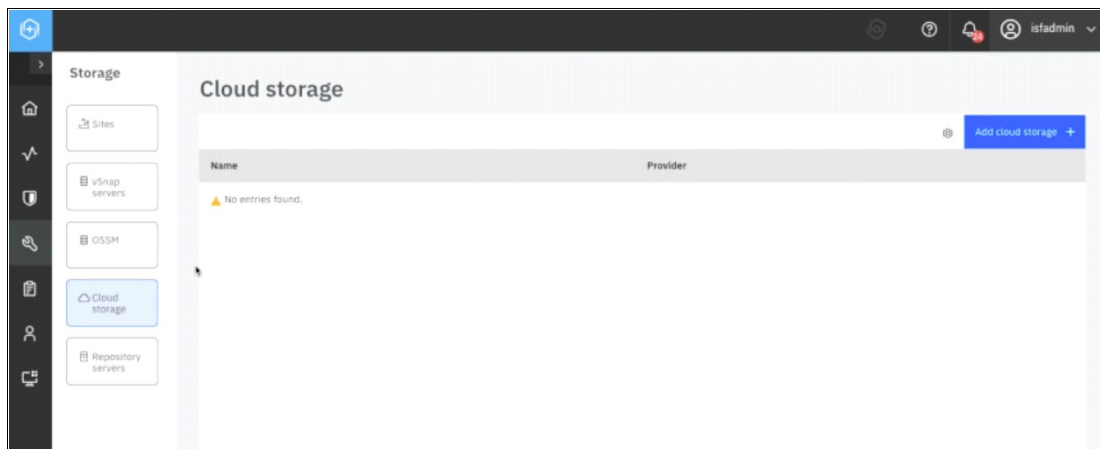 24
isfadmin
Storage
Cloud storage
Sites
Add cloud storage +
Name
Provider
vSnap
servers
No entries found.
OSSM
Cloud
storage
Repository
servers